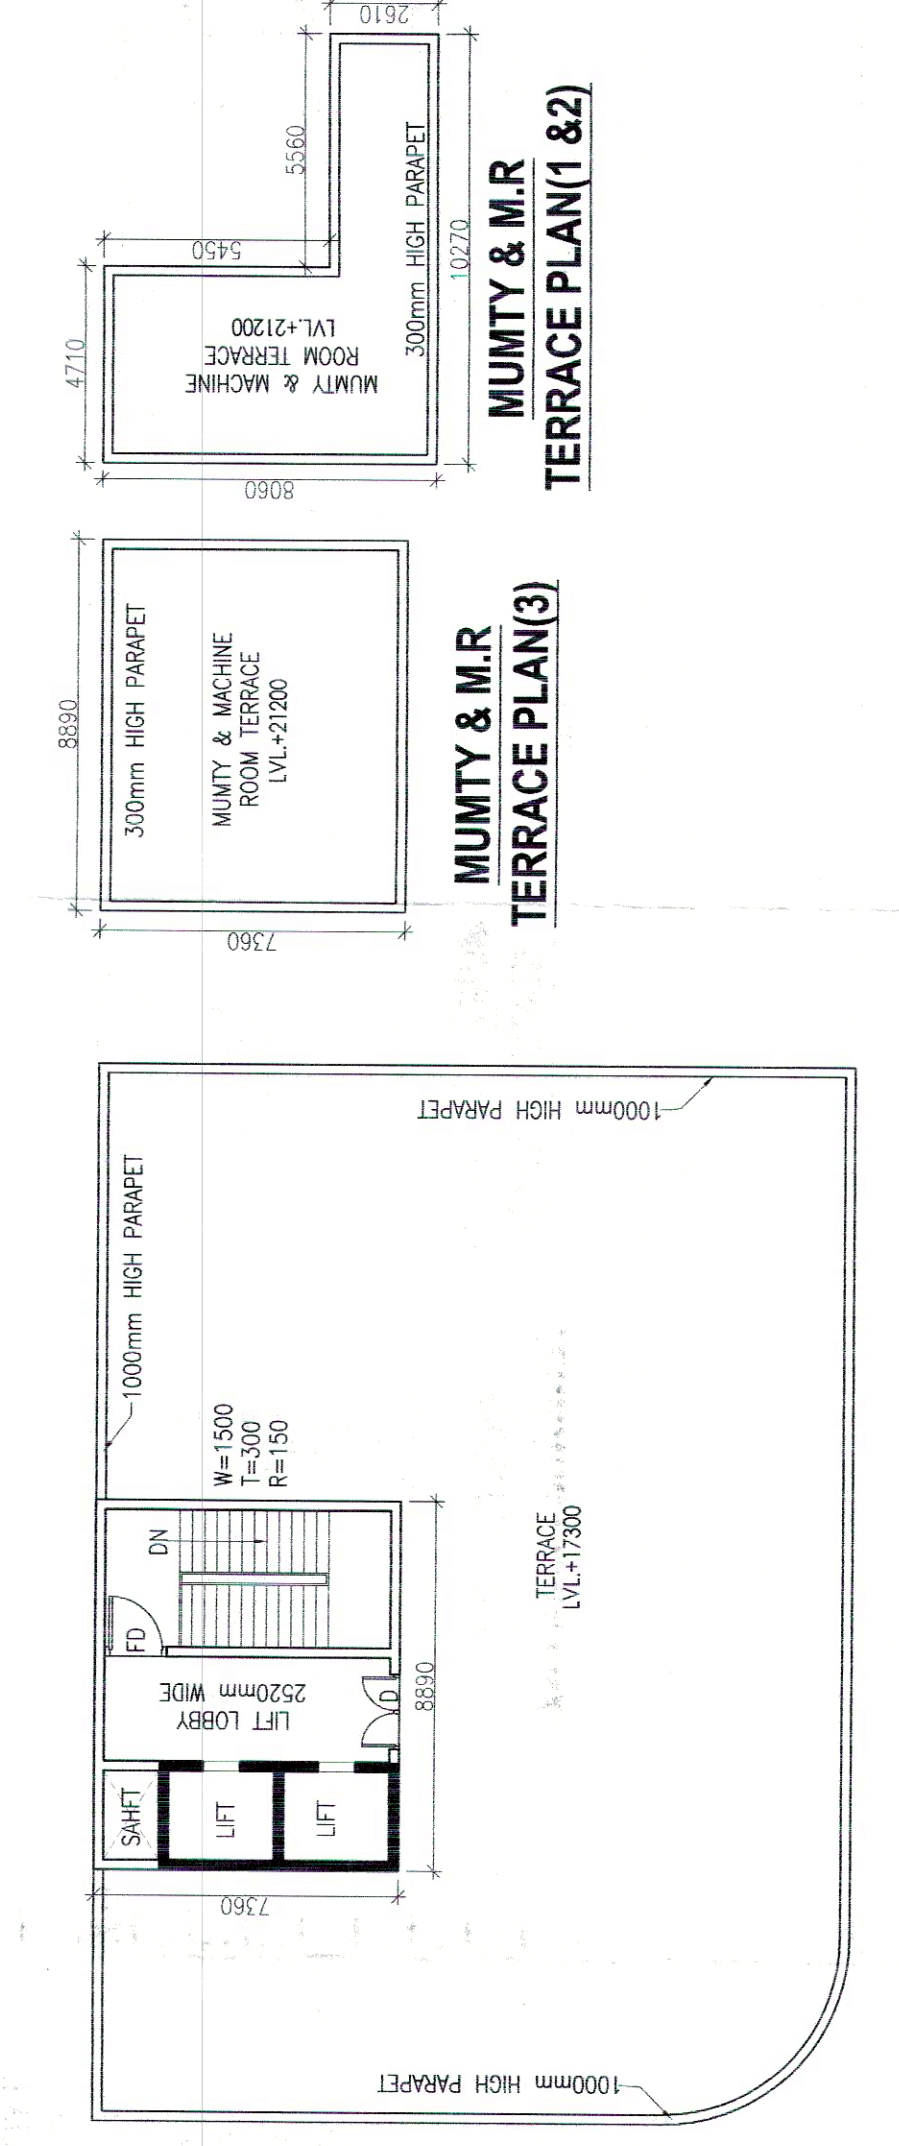 2610
5560
5450
4710
MUMTY & MACHINE
ROOM TERRACE
LVL.+21200
300mm HIGH PARAPET
10270
8060
MUMTY & M.R
TERRACE PLAN(1 &2)
8890
300mm HIGH PARAPET
MUMTY & MACHINE
ROOM TERRACE
LVL.+21200
7360
MUMTY & M.R
TERRACE PLAN(3)
1000mm HIGH PARAPET
1000mm HIGH PARAPET
W=1500
T=300
R=150
DN
FD
LIFT LOBBY
2520mm WIDE
D
8890
SAHFT
LIFT
LIFT
7360
TERRACE
LVL.+17300
1000mm HIGH PARAPET